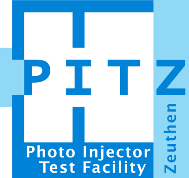 PITZ
Photo Injector
Test Facility
Zeuthen